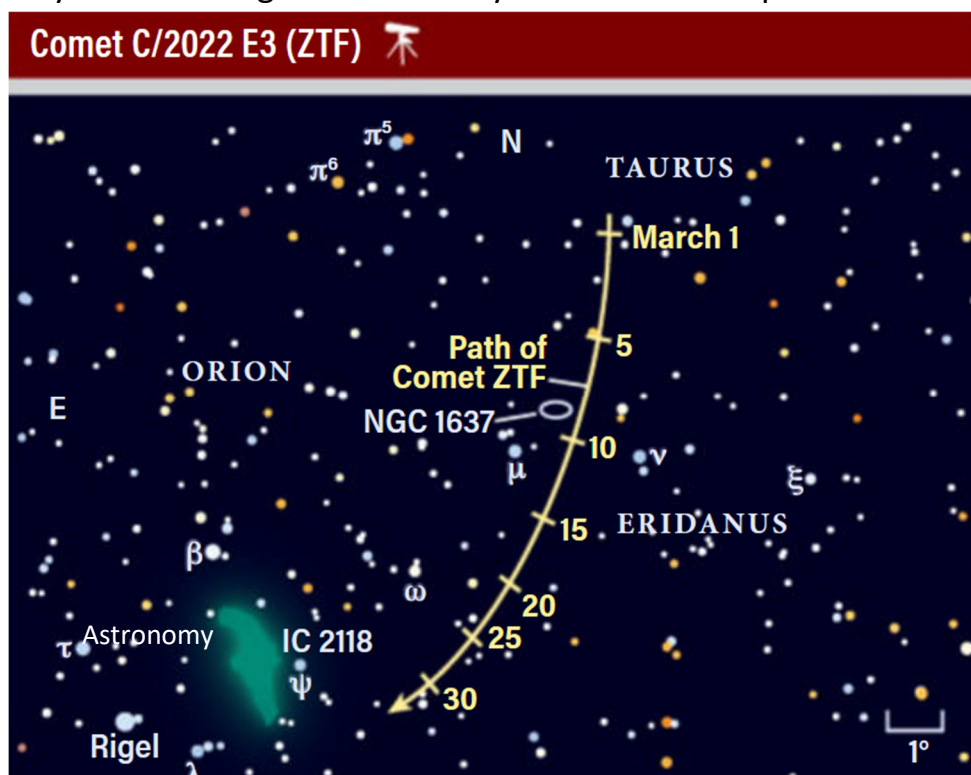 Comet C/2022 E3 (ZTF)
π⁵
N
π⁶
TAURUS
March 1
5
Path of
Comet ZTF
ORION
E
NGC 1637
10
μ
ν
ξ
15
ERIDANUS
β
ω
20
Astronomy
τ
IC 2118
25
ψ
30
Rigel
λ
1°